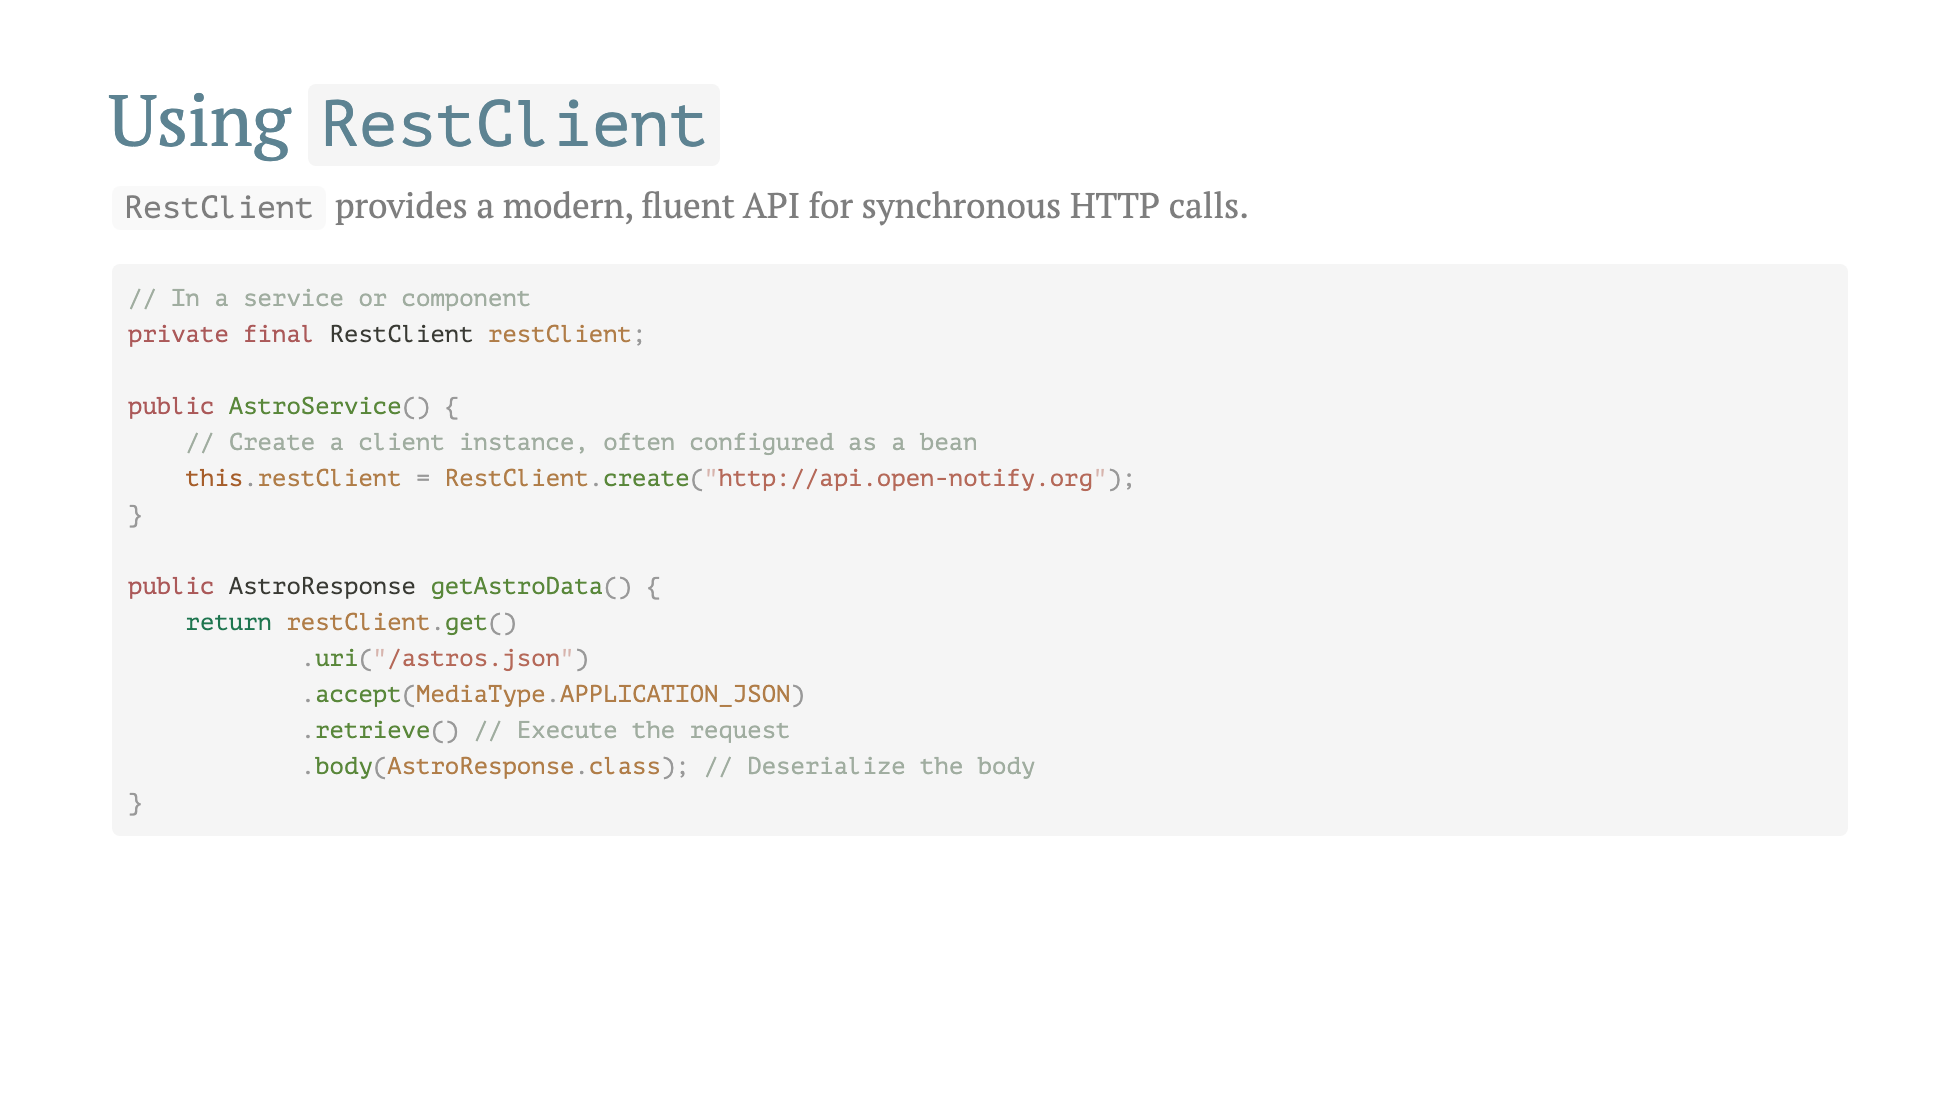 Using RestClient
RestClient provides a modern, fluent API for synchronous HTTP calls.
// In a service or component
private final RestClient restClient;

public AstroService() {
    // Create a client instance, often configured as a bean
    this.restClient = RestClient.create("http://api.open-notify.org");
}

public AstroResponse getAstroData() {
    return restClient.get()
            .uri("/astros.json")
            .accept(MediaType.APPLICATION_JSON)
            .retrieve() // Execute the request
            .body(AstroResponse.class); // Deserialize the body
}